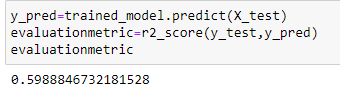 y_pred=trained_model.predict(X_test)
evaluationmetric=r2_score(y_test,y_pred)
evaluationmetric
0.5988846732181528